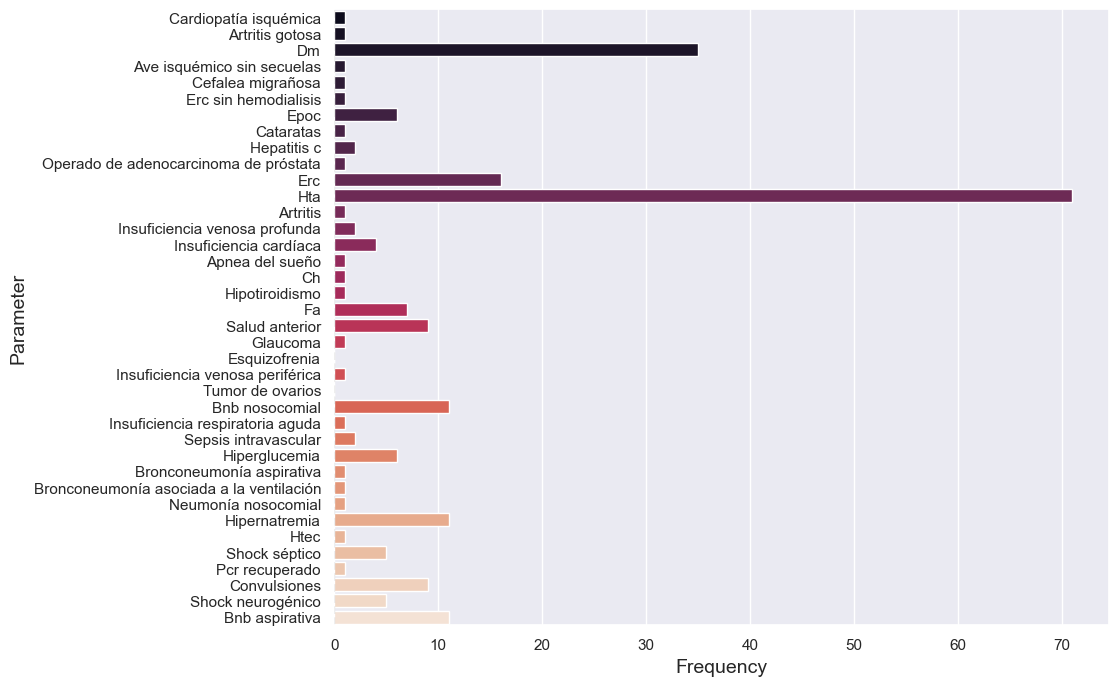 Cardiopatía isquémica
Artritis gotosa
Dm
Ave isquémico sin secuelas
Cefalea migrañosa
Erc sin hemodialisis
Epoc
Cataratas
Hepatitis c
Operado de adenocarcinoma de próstata
Erc
Hta
Artritis
Insuficiencia venosa profunda
Insuficiencia cardíaca
Apnea del sueño
Ch
Hipotiroidismo
Fa
Salud anterior
Glaucoma
Esquizofrenia
Insuficiencia venosa periférica
Tumor de ovarios
Bnb nosocomial
Insuficiencia respiratoria aguda
Sepsis intravascular
Hiperglucemia
Bronconeumonía aspirativa
Bronconeumonía asociada a la ventilación
Neumonía nosocomial
Hipernatremia
Htec
Shock séptico
Pcr recuperado
Convulsiones
Shock neurogénico
Bnb aspirativa
Parameter
0 10 20 30 40 50 60 70
Frequency